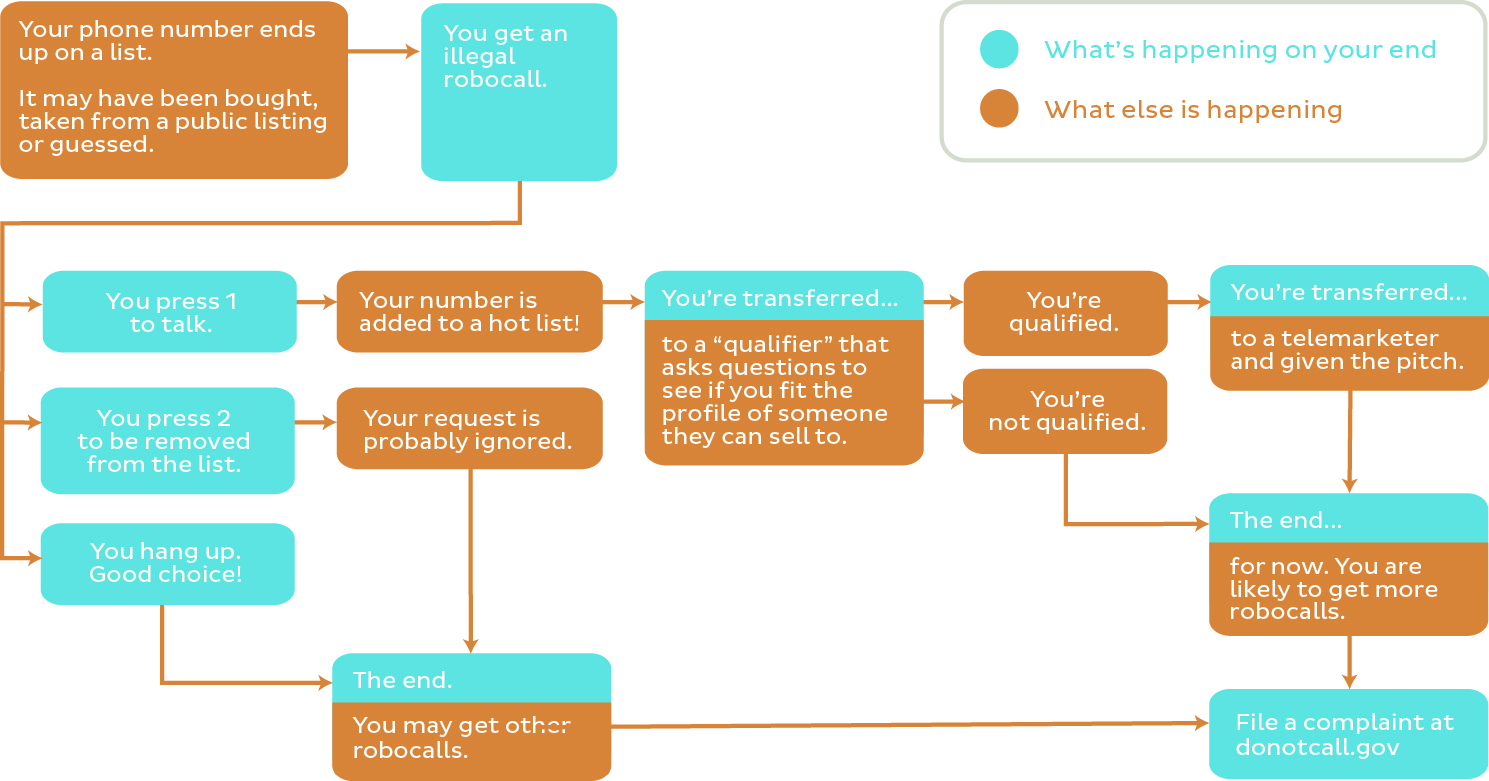 Your phone number ends
up on a list.
It may have been bought,
taken from a public listing
or guessed.
You get an
illegal
robocall.
What's happening on your end
What else is happening
You press 1
to talk.
Your number is
added to a hot list!
You're transferred...
to a “qualifier” that
asks questions to
see if you fit the
profile of someone
they can sell to.
You're
qualified.
You're transferred...
to a telemarketer
and given the pitch.
You press 2
to be removed
from the list.
Your request is
probably ignored.
You're
not qualified.
You hang up.
Good choice!
The end...
for now. You are
likely to get more
robocalls.
The end.
You may get other
robocalls.
File a complaint at
donotcall.gov